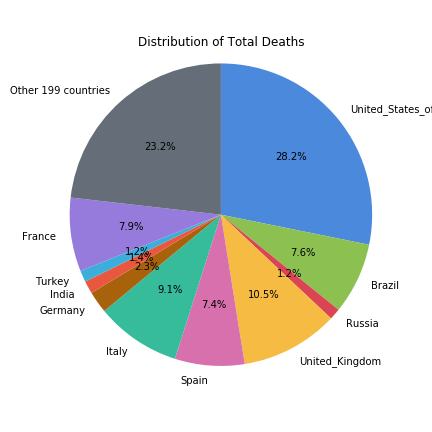 Distribution of Total Deaths
Other 199 countries
United_States_of
23.2%
28.2%
France
7.9%
7.6%
Brazil
Turkey
1.2%
India
1.4%
Germany
2.3%
1.2%
Russia
9.1%
7.4%
10.5%
Italy
Spain
United_Kingdom